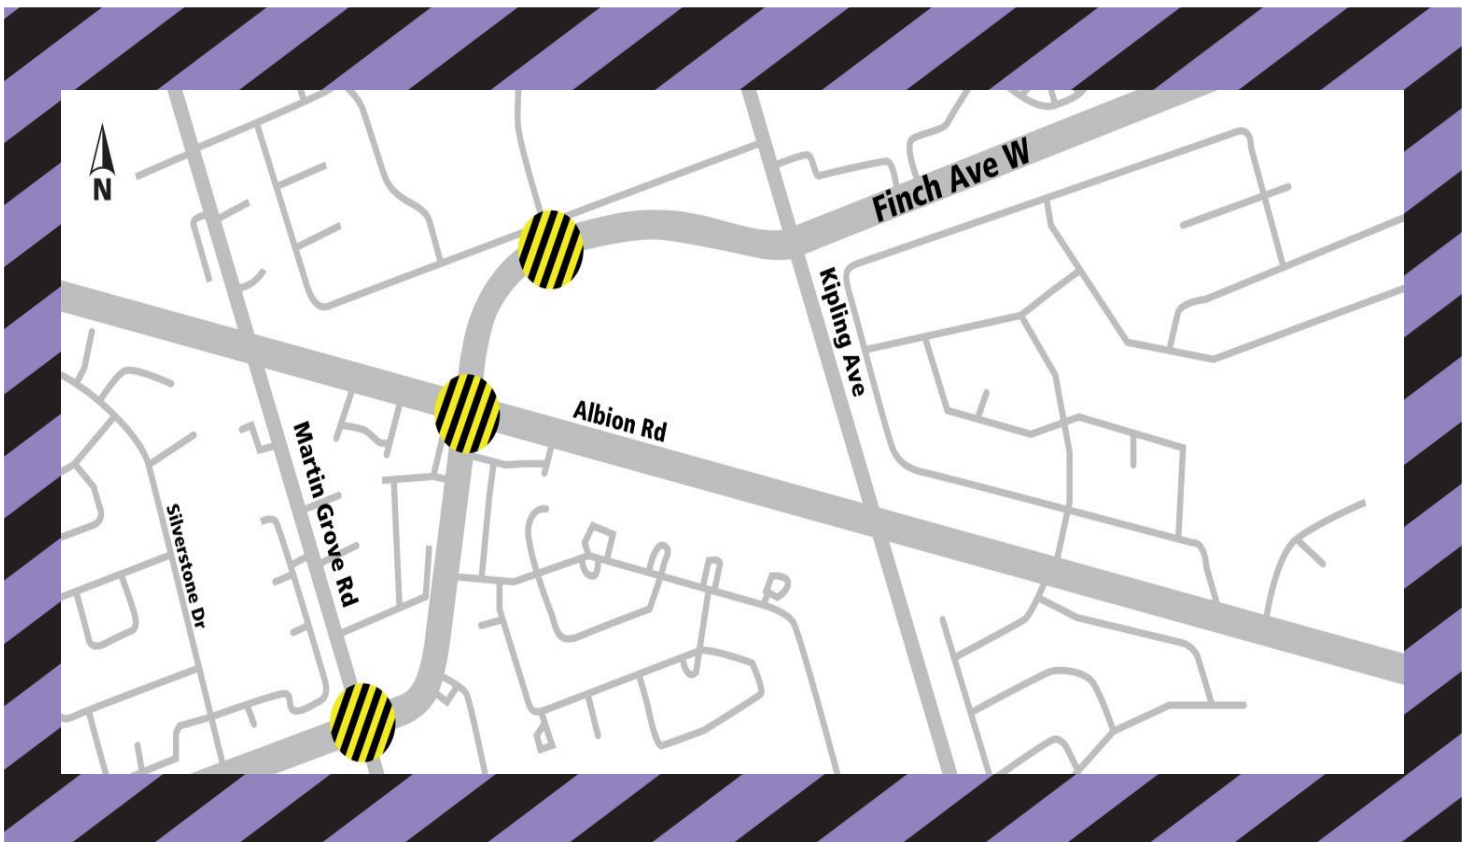 N
Finch Ave W
Kipling Ave
Albion Rd
Martin Grove Rd
Silverstone Dr